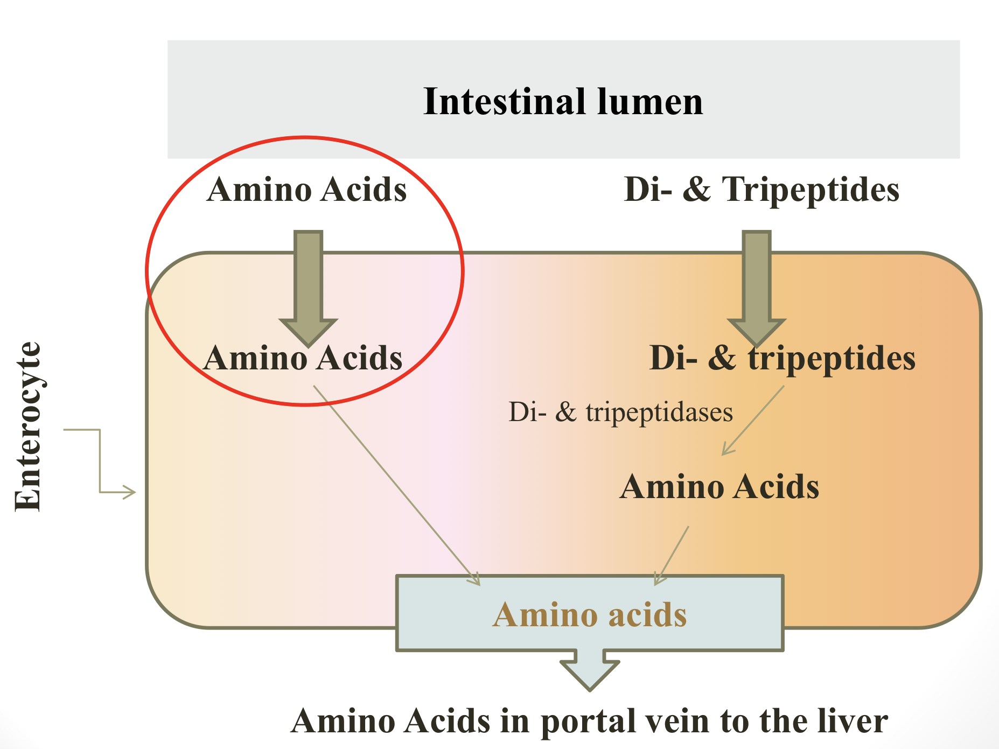 Intestinal lumen
Amino Acids
Di- & Tripeptides
Enterocyte
Amino Acids
Di- & tripeptides
Di- & tripeptidases
Amino Acids
Amino acids
Amino Acids in portal vein to the liver